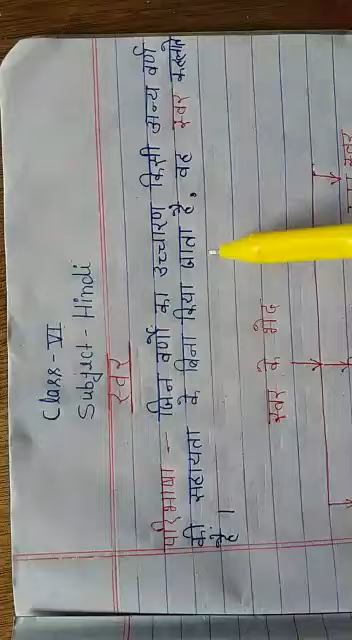 Class - VI
Subject - Hindi
स्वर
परिभाषा - जिन वर्णों का उच्चारण किसी अन्य वर्ण
की सहायता के बिना किया जाता है, वह स्वर कहलाते
है।
स्वर के भेद